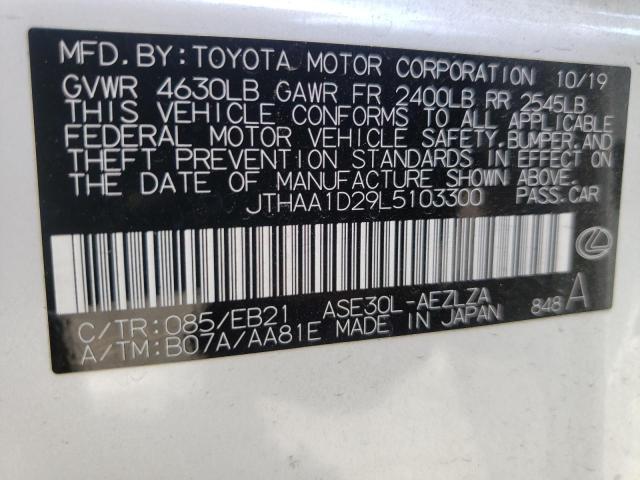 MFD. BY: TOYOTA MOTOR CORPORATION 10/19
GVWR 4630LB GAWR FR 2400LB RR 2545LB
THIS VEHICLE CONFORMS TO ALL APPLICABLE
FEDERAL MOTOR VEHICLE SAFETY, BUMPER, AND
THEFT PREVENTION STANDARDS IN EFFECT ON
THE DATE OF MANUFACTURE SHOWN ABOVE.
JTHAA1D29L5103300 PASS. CAR
C/TR: 085/EB21 ASE30L-AEZLZA 848 A
A/TM: B07A/AA81E MADE IN JAPAN